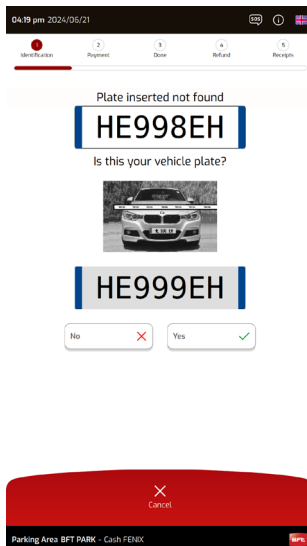 04:19 pm 2024/06/21
SOS
1 2 3 4 5
Identification Payment Done Refund Receipts
Plate inserted not found
HE998EH
Is this your vehicle plate?
HE999EH
No Yes
Cancel
Parking Area BFT PARK - Cash FENIX
BFT